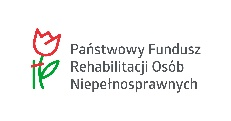 Państwowy Fundusz
Rehabilitacji Osób
Niepełnosprawnych